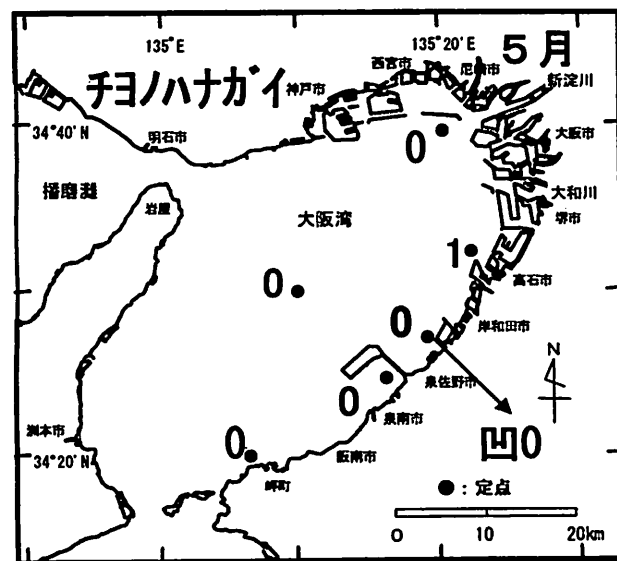 135°E
135°20'E
5月
西宮市
尼崎市
新淀川
チヨノハナガイ
神戸市
34°40'N
明石市
大阪市
播磨灘
岩屋
大阪湾
大和川
堺市
0
1
高石市
0
0
岸和田市
N
泉佐野市
0
泉南市
洲本市
34°20'N
0
阪南市
岬町
凹0
●:定点
0 10 20km